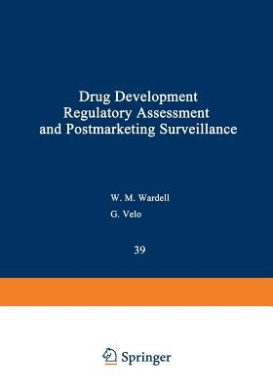 Drug Development
Regulatory Assessment
and Postmarketing Surveillance
W. M. Wardell
G. Velo
39
Springer